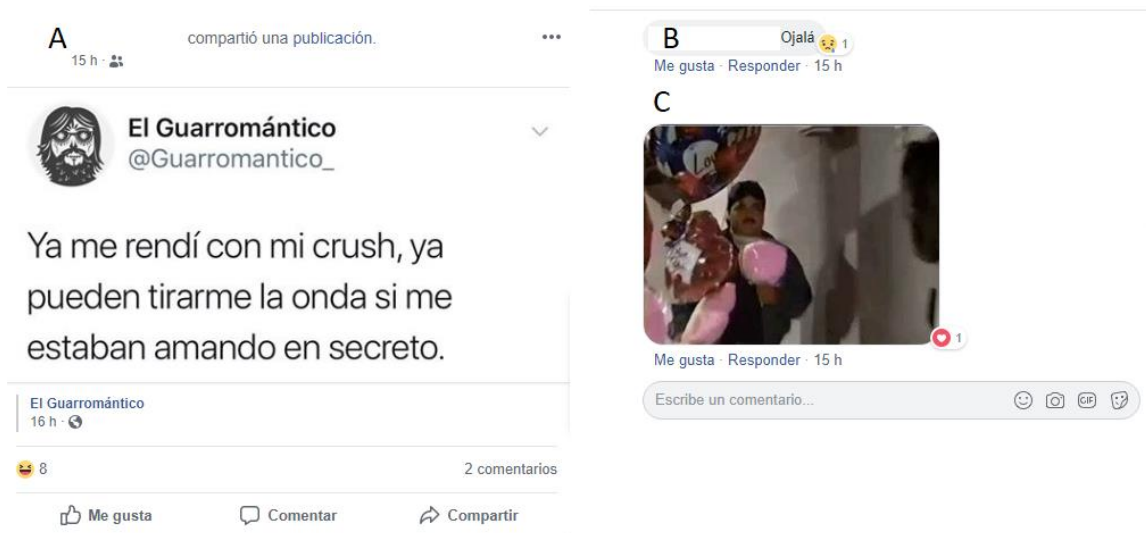 A
compartió una publicación.
15 h ·
El Guarromántico
@Guarromantico_
Ya me rendí con mi crush, ya
pueden tirarme la onda si me
estaban amando en secreto.
El Guarromántico
16 h ·
8
2 comentarios
Me gusta
Comentar
Compartir
B
Ojalá
1
Me gusta · Responder · 15 h
C
1
Me gusta · Responder · 15 h
Escribe un comentario...
GIF